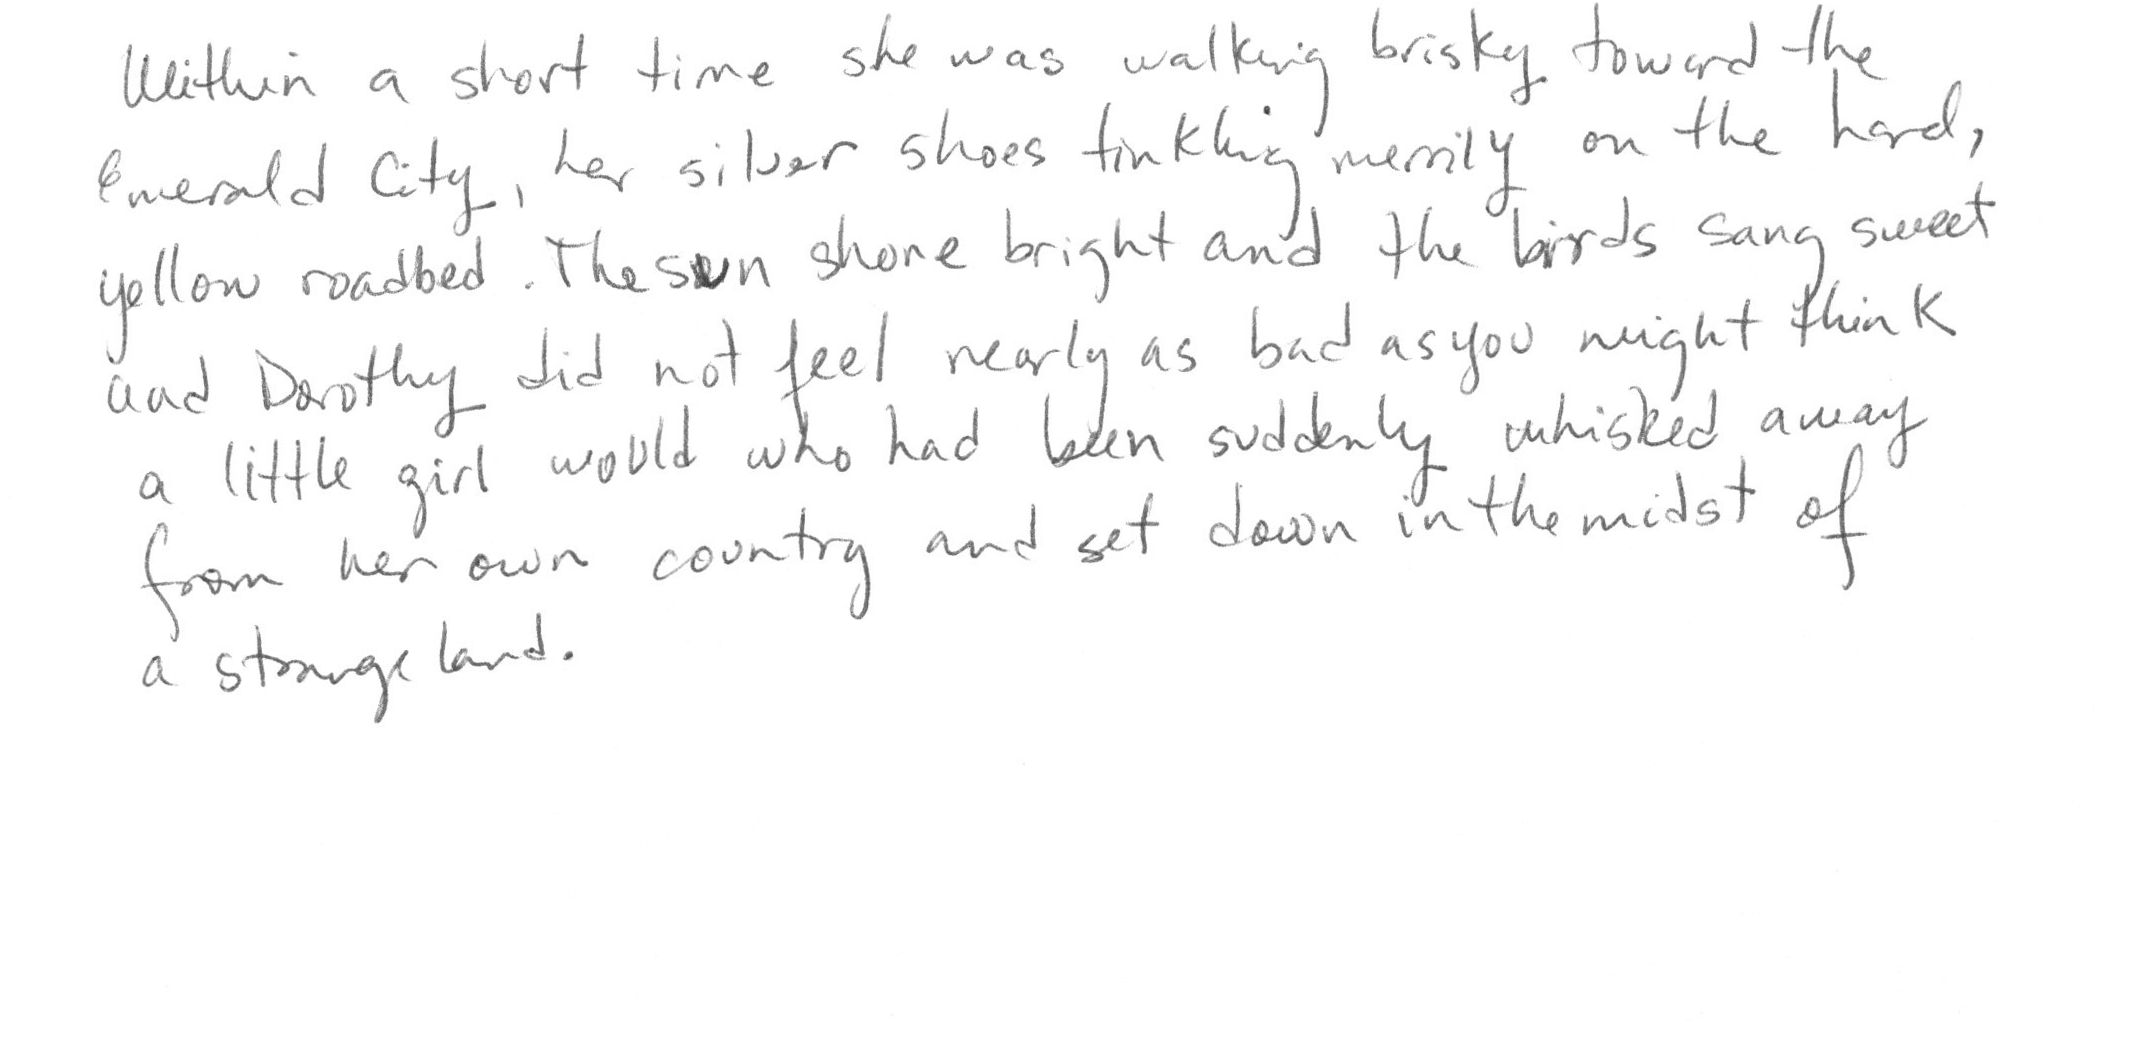 Within a short time she was walking brisky toward the
Emerald City, her silver shoes tinkling merrily on the hard,
yellow roadbed. The sun shone bright and the birds sang sweet
and Dorothy did not feel nearly as bad as you might think
a little girl would who had been suddenly whisked away
from her own country and set down in the midst of
a strange land.